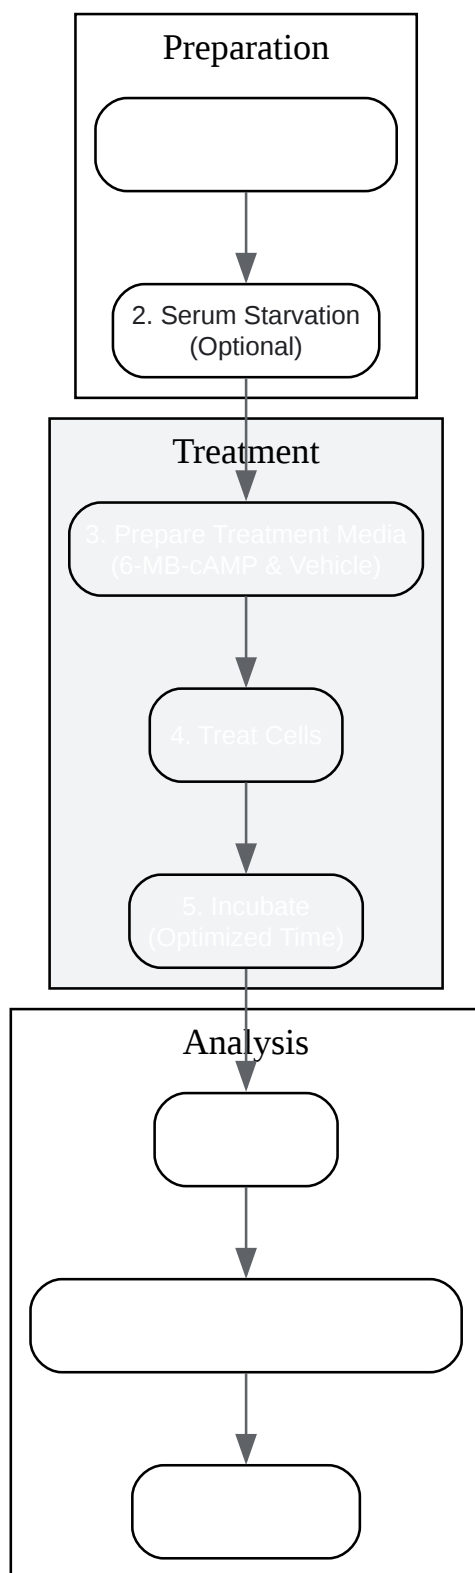 Preparation
2. Serum Starvation
(Optional)
Treatment
3. Prepare Treatment Media
(6-MB-cAMP & Vehicle)
4. Treat Cells
5. Incubate
(Optimized Time)
Analysis